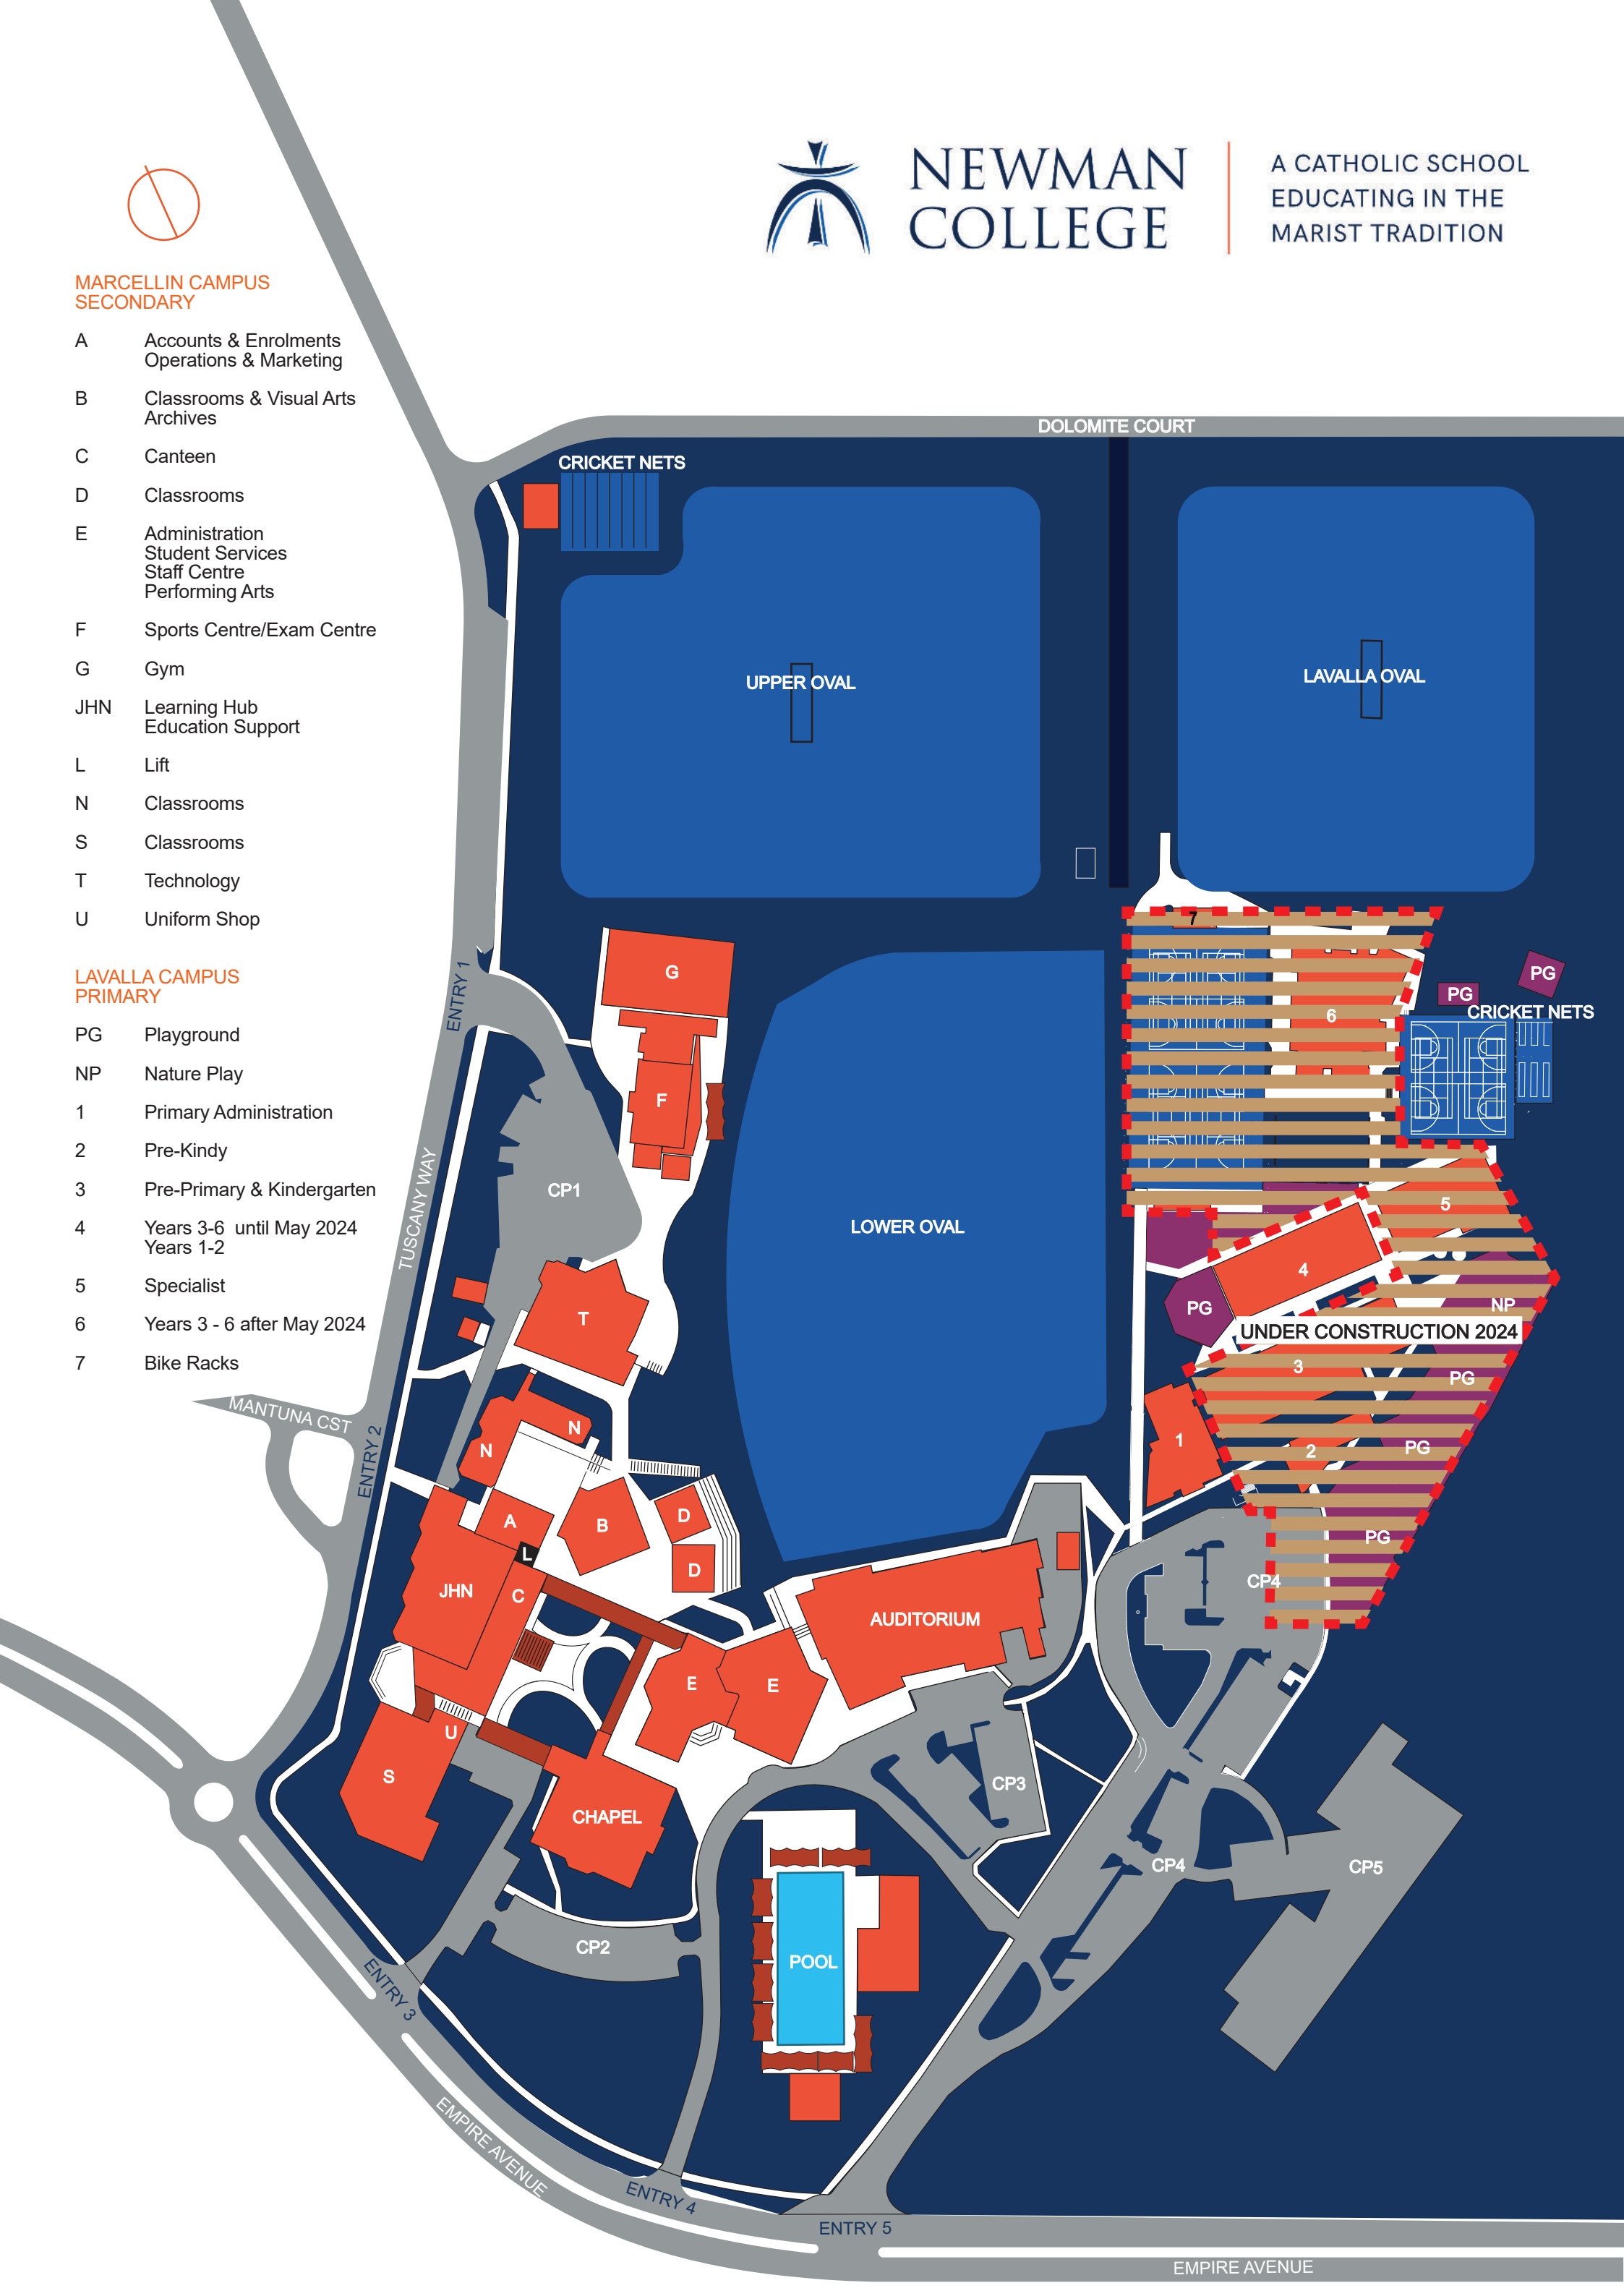 NEWMAN
COLLEGE
A CATHOLIC SCHOOL
EDUCATING IN THE
MARIST TRADITION
MARCELLIN CAMPUS
SECONDARY
A Accounts & Enrolments
Operations & Marketing
B Classrooms & Visual Arts
Archives
C Canteen
D Classrooms
E Administration
Student Services
Staff Centre
Performing Arts
F Sports Centre/Exam Centre
G Gym
JHN Learning Hub
Education Support
L Lift
N Classrooms
S Classrooms
T Technology
U Uniform Shop
LAVALLA CAMPUS
PRIMARY
PG Playground
NP Nature Play
1 Primary Administration
2 Pre-Kindy
3 Pre-Primary & Kindergarten
4 Years 3-6 until May 2024
Years 1-2
5 Specialist
6 Years 3 - 6 after May 2024
7 Bike Racks
DOLOMITE COURT
CRICKET NETS
UPPER OVAL
LAVALLA OVAL
7
G
PG
PG
CRICKET NETS
6
ENTRY 1
F
TUSCANY WAY
CP1
5
LOWER OVAL
4
PG
NP
T
UNDER CONSTRUCTION 2024
3
PG
MANTUNA CST
ENTRY 2
N
N
1
PG
2
A
B
D
PG
L
D
CP4
JHN
C
AUDITORIUM
E
E
U
S
CP3
CHAPEL
CP4
CP5
CP2
POOL
ENTRY 3
EMPIRE AVENUE
ENTRY 4
ENTRY 5
EMPIRE AVENUE